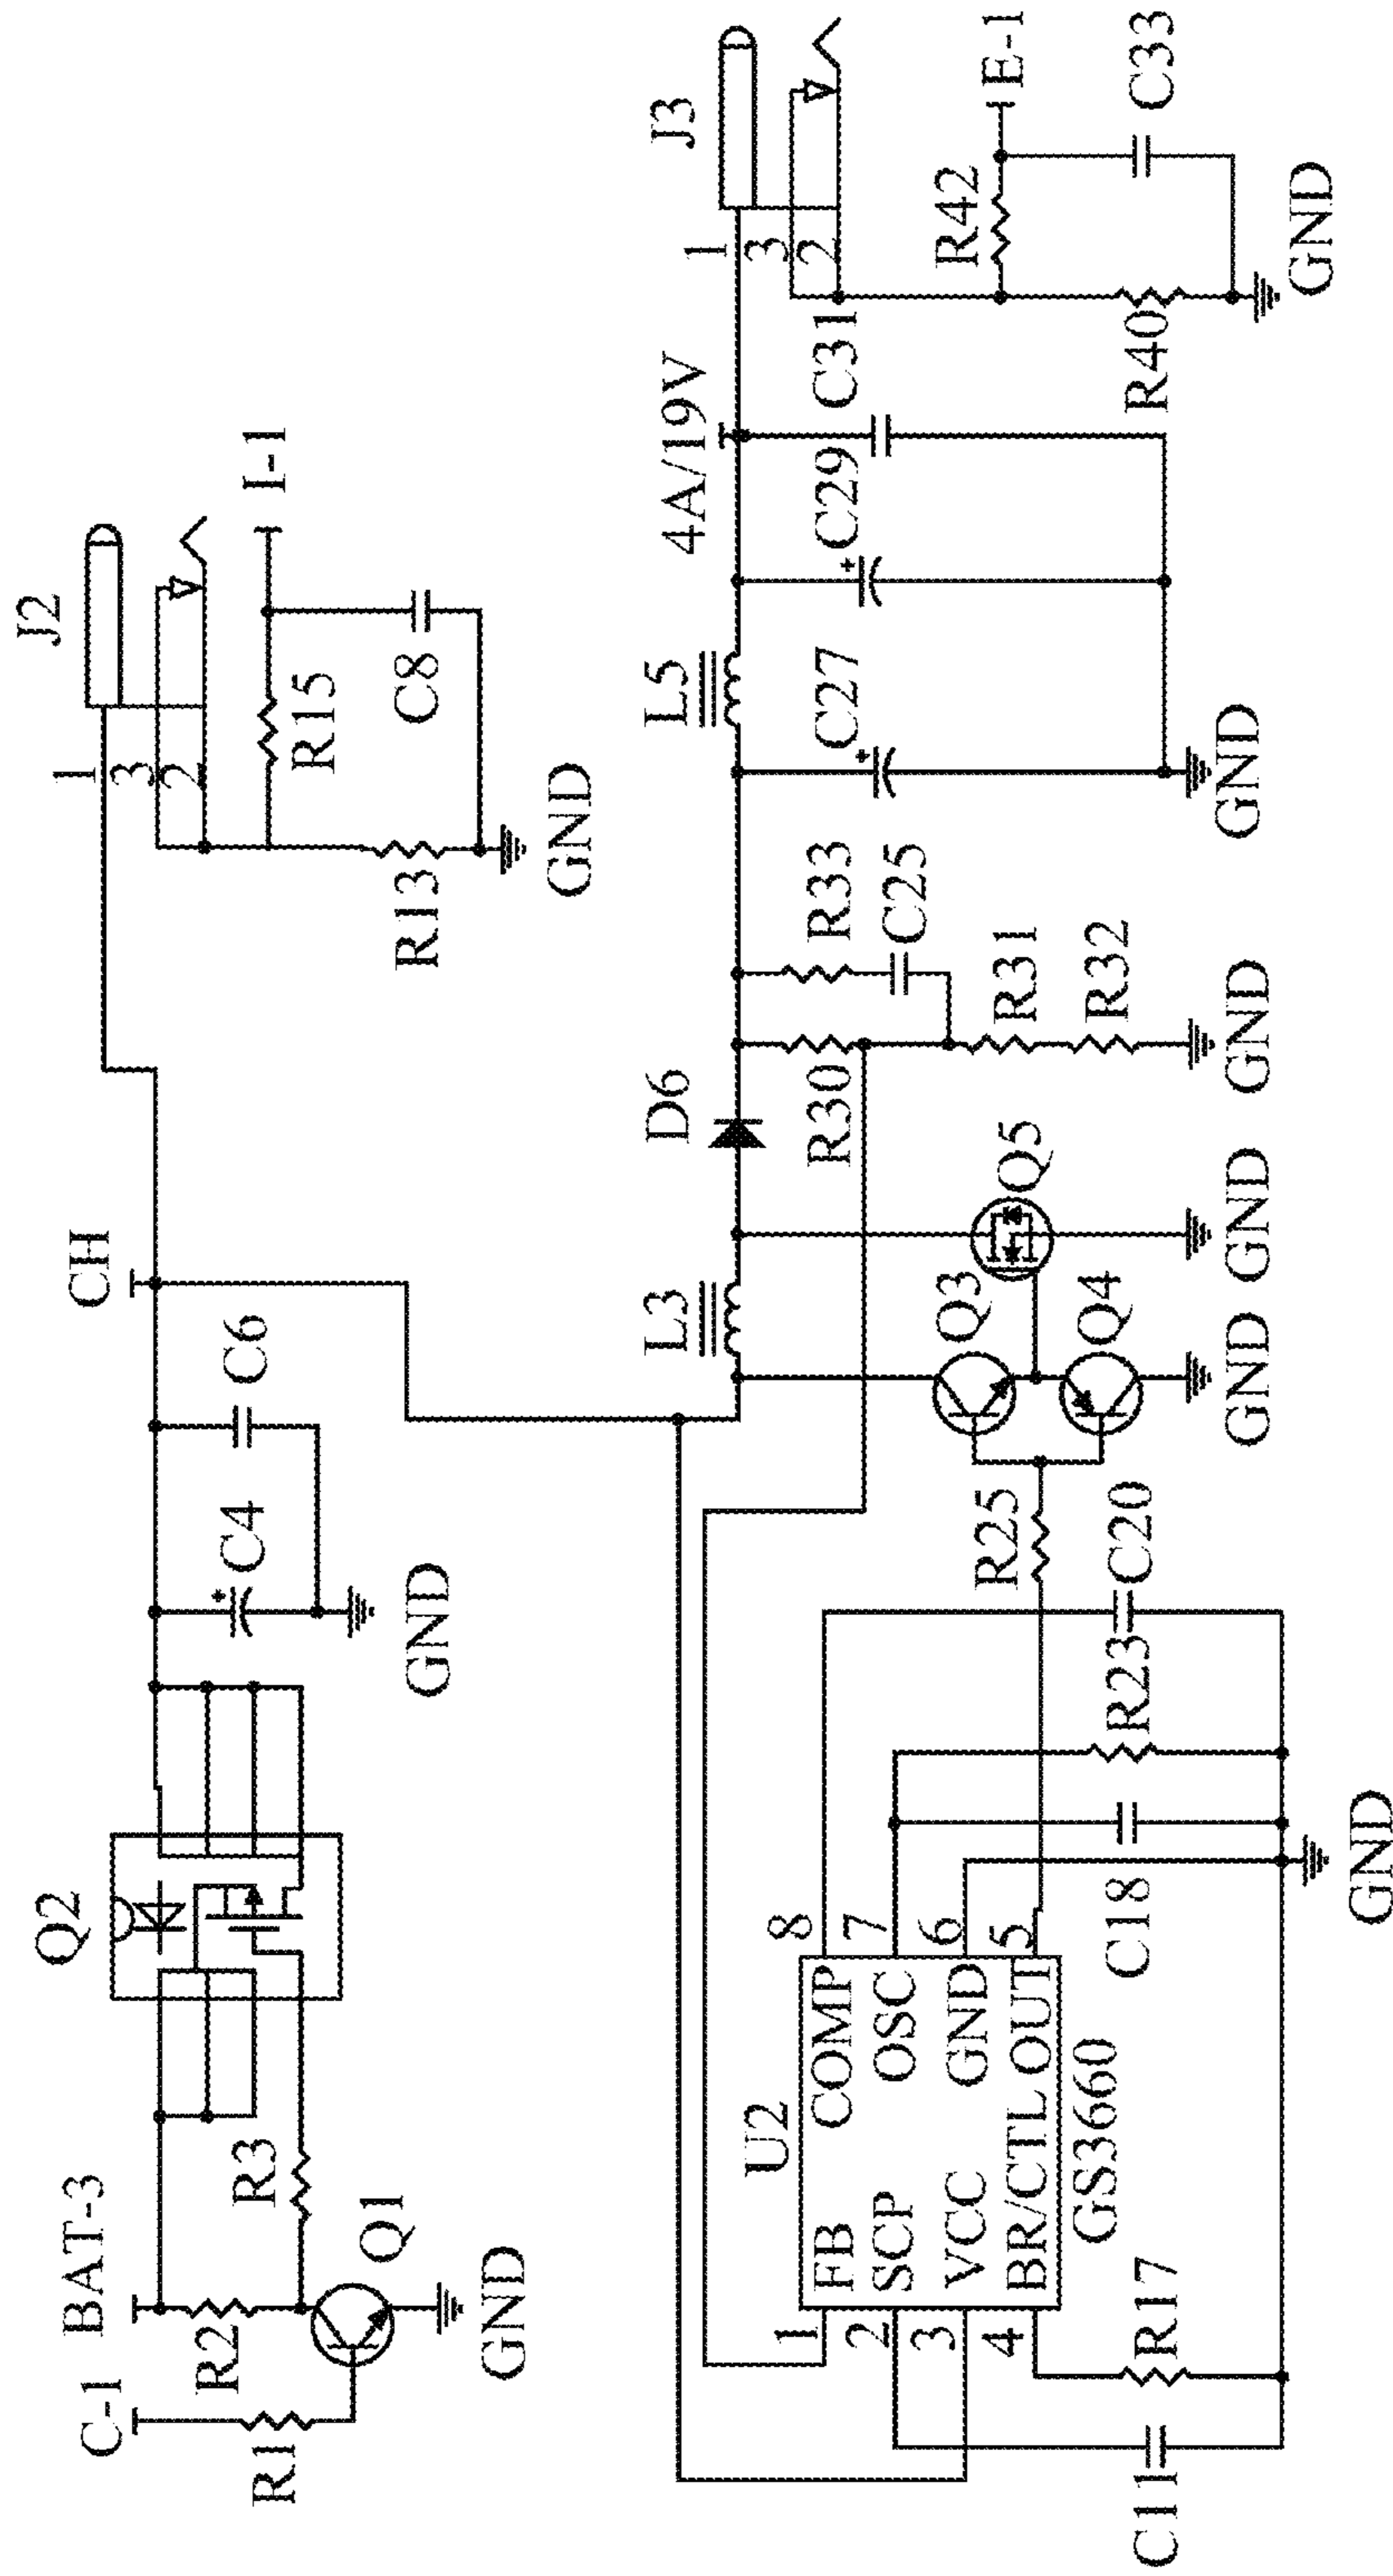 C-1
BAT-3
R1
R2
R3
Q1
GND
Q2
C4
C6
GND
CH
J2
1
3
2
R15
I-1
C8
R13
GND
U2
1 FB COMP 8
2 SCP OSC 7
3 VCC GND 6
4 BR/CTL OUT 5
GS3660
C11
R17
C18
R23
C20
GND
R25
Q3
Q4
GND
Q5
GND
L3
D6
R30
R33
C25
R31
R32
GND
L5
C27
C29
C31
GND
4A/19V
J3
1
3
2
R42
E-1
C33
R40
GND